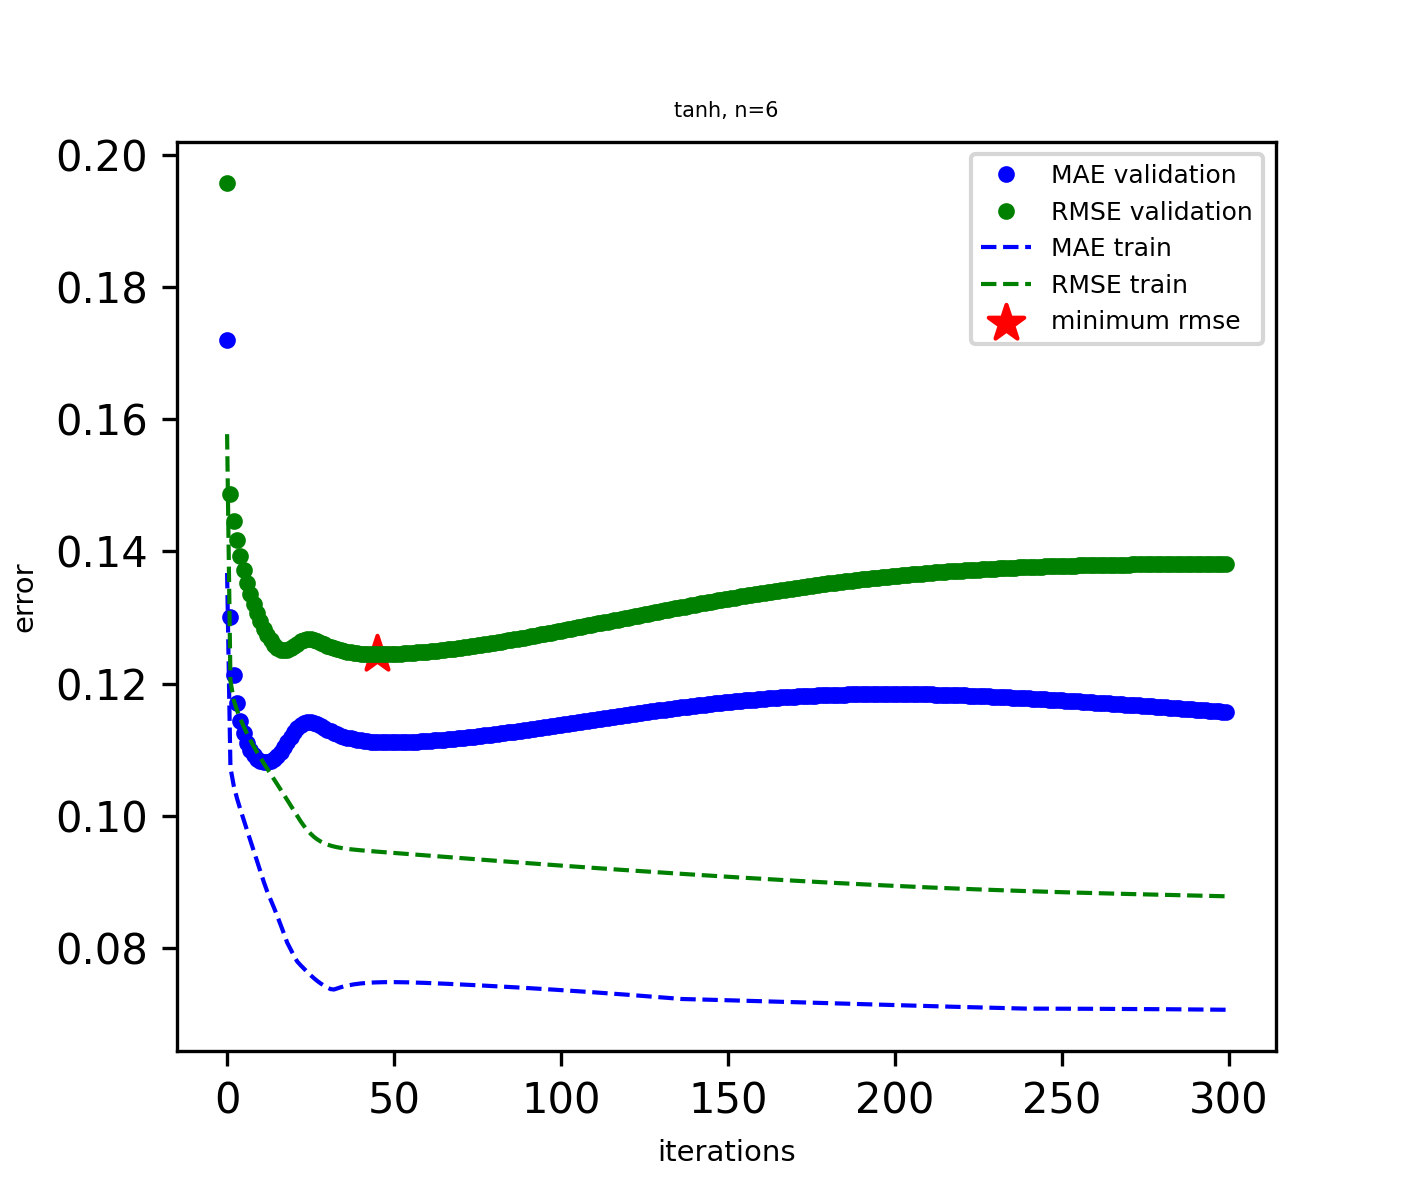 tanh, n=6
0.20
0.18
0.16
0.14
0.12
0.10
0.08
error
MAE validation
RMSE validation
MAE train
RMSE train
minimum rmse
0 50 100 150 200 250 300
iterations